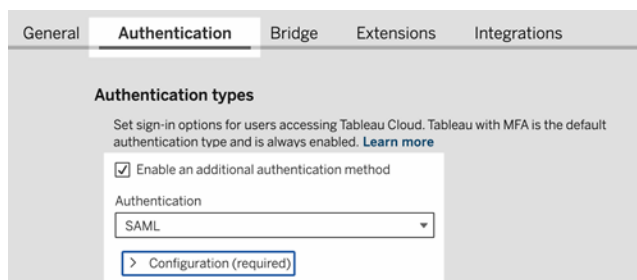 General Authentication Bridge Extensions Integrations
Authentication types
Set sign-in options for users accessing Tableau Cloud. Tableau with MFA is the default
authentication type and is always enabled. Learn more
Enable an additional authentication method
Authentication
SAML
Configuration (required)